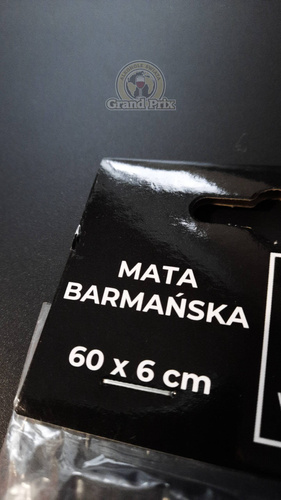 Grand Prix
MATA
BARMAŃSKA
60 x 6 cm